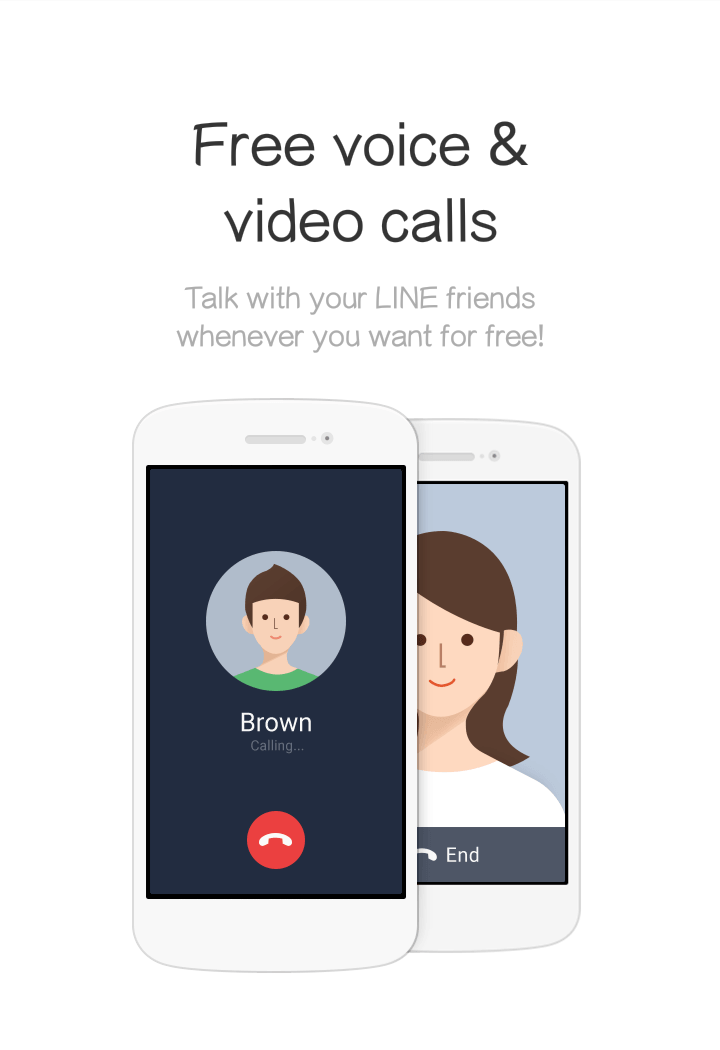 Free voice &
video calls
Talk with your LINE friends
whenever you want for free!
Brown
Calling...
End